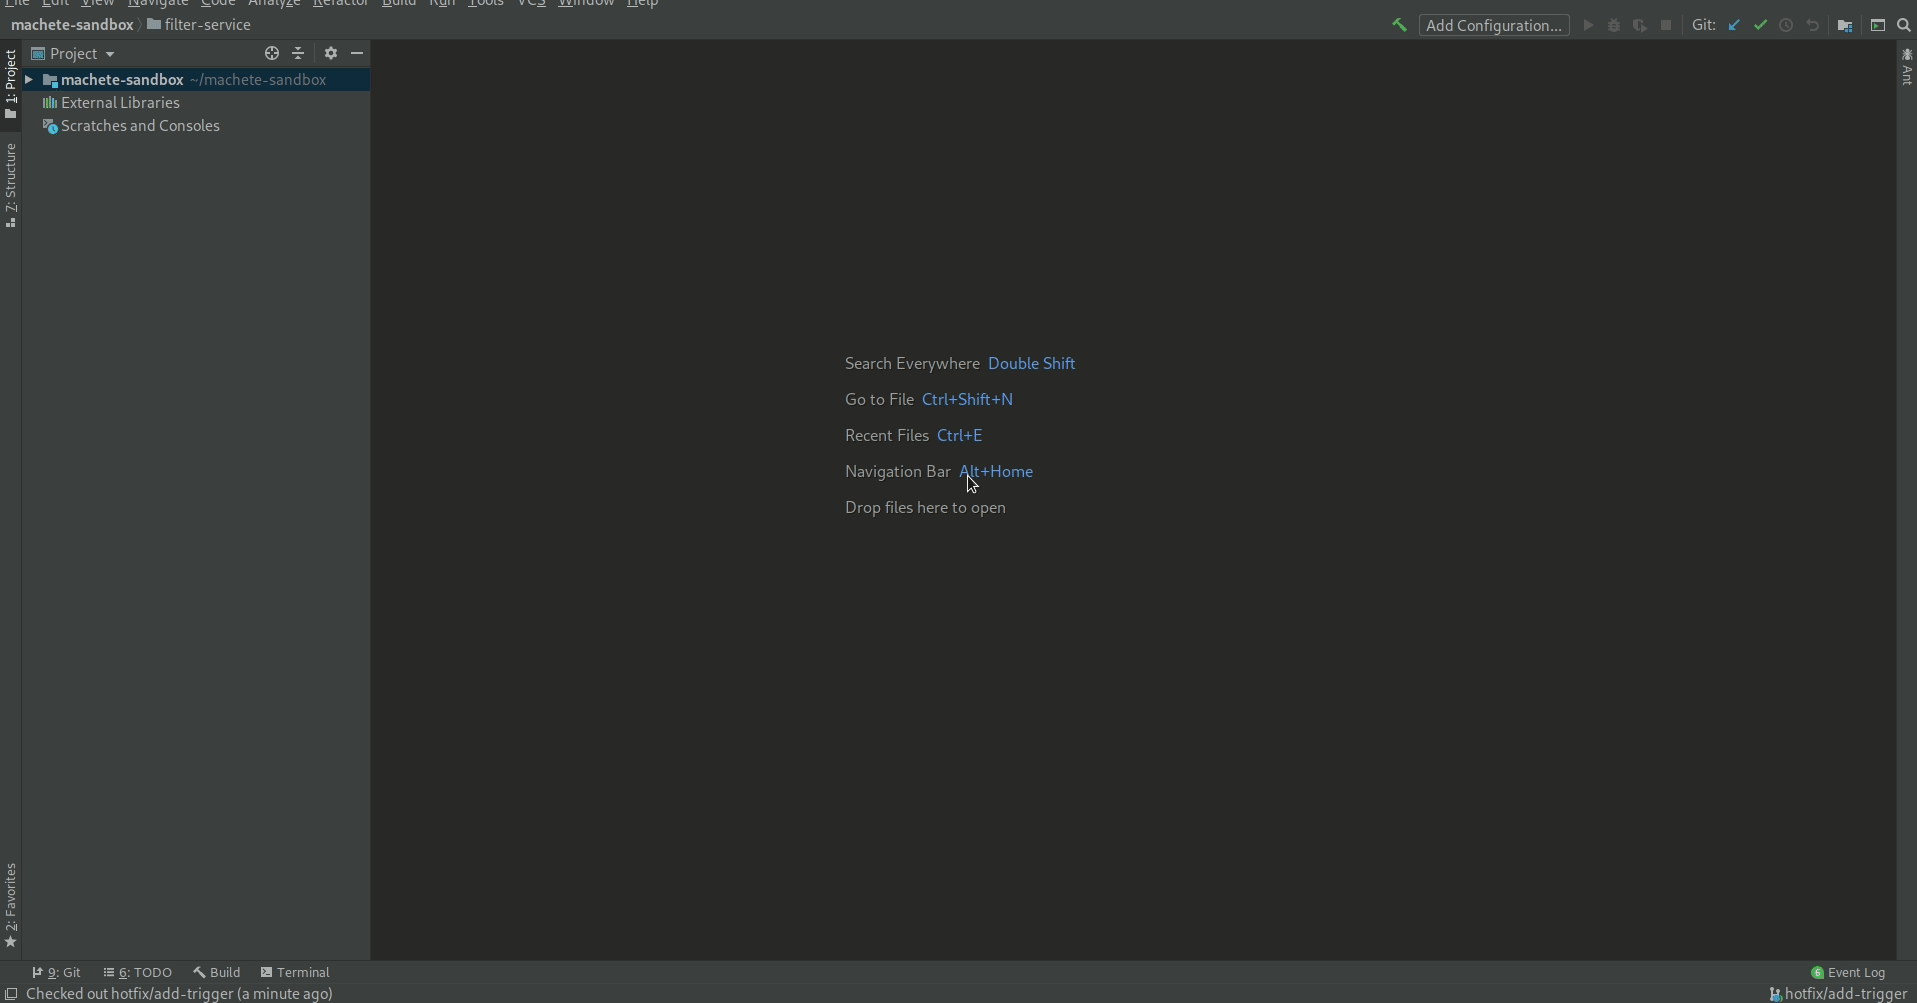 File Edit View Navigate Code Analyze Refactor Build Run Tools VCS Window Help
machete-sandbox filter-service Add Configuration... Git:
Project
machete-sandbox ~/machete-sandbox
External Libraries
Scratches and Consoles
1: Project
Z: Structure
2: Favorites
Ant
Search Everywhere Double Shift
Go to File Ctrl+Shift+N
Recent Files Ctrl+E
Navigation Bar Alt+Home
Drop files here to open
9: Git 6: TODO Build Terminal 6 Event Log
Checked out hotfix/add-trigger (a minute ago) hotfix/add-trigger